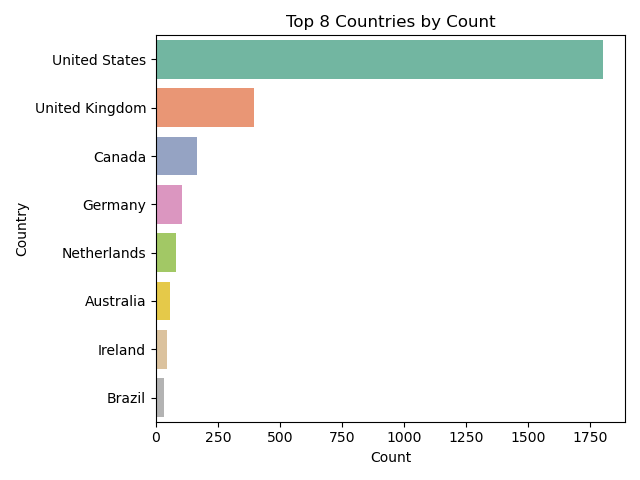 Top 8 Countries by Count
United States
United Kingdom
Canada
Germany
Netherlands
Australia
Ireland
Brazil
Country
0 250 500 750 1000 1250 1500 1750
Count